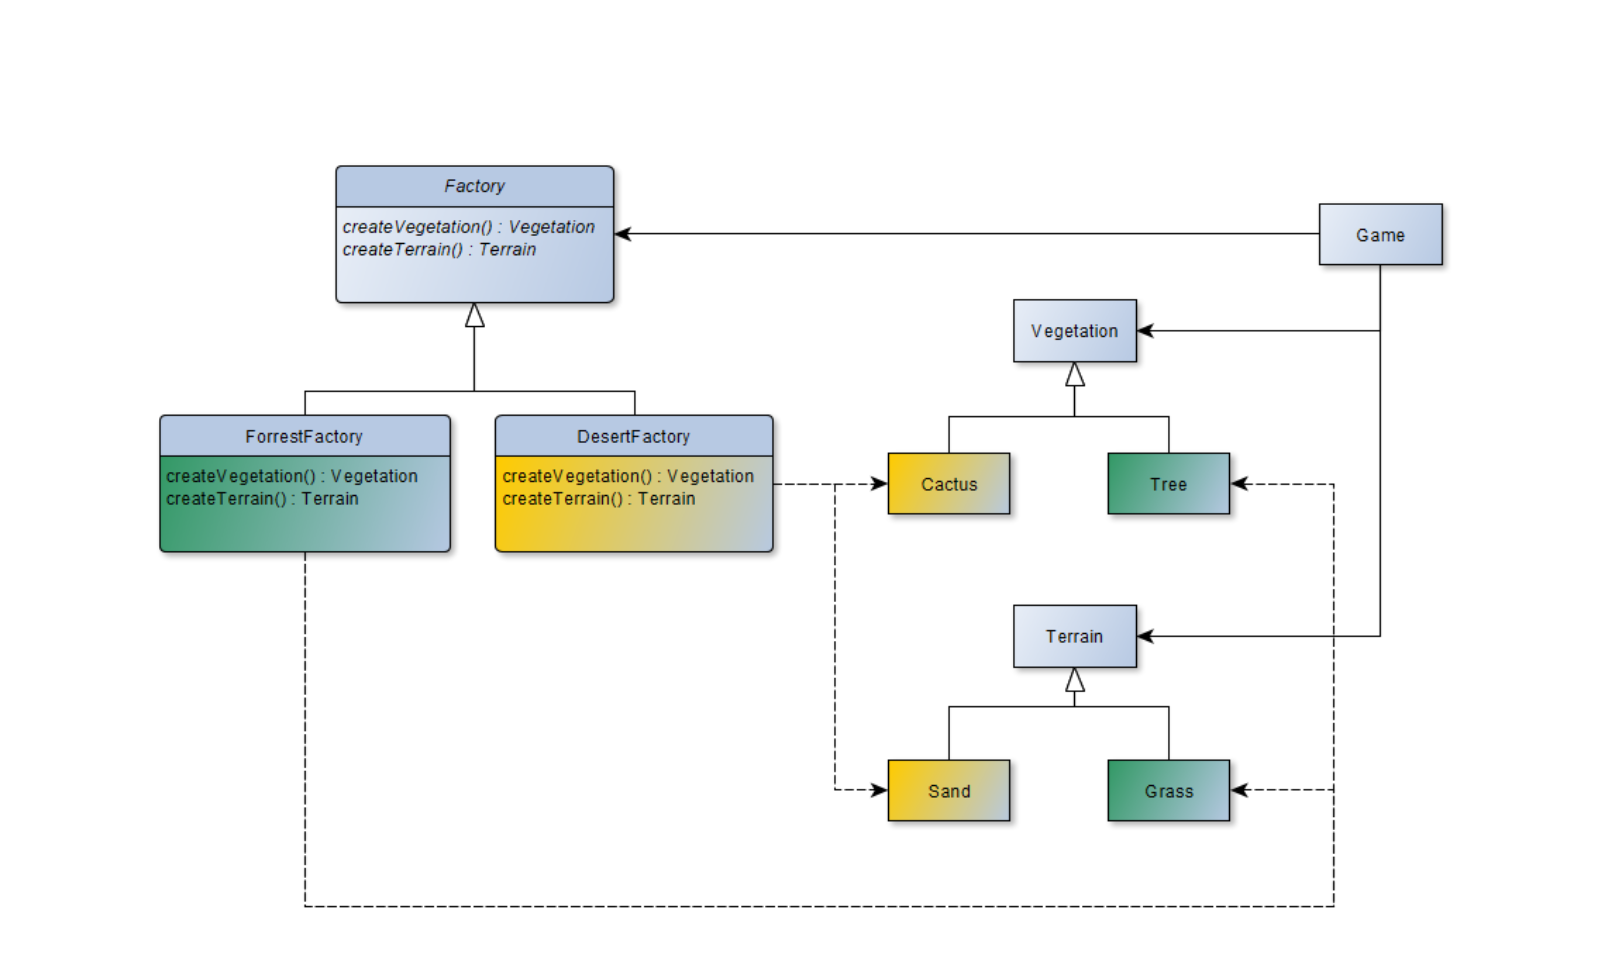 Factory
createVegetation() : Vegetation
createTerrain() : Terrain
Game
Vegetation
ForrestFactory
createVegetation() : Vegetation
createTerrain() : Terrain
DesertFactory
createVegetation() : Vegetation
createTerrain() : Terrain
Cactus
Tree
Terrain
Sand
Grass